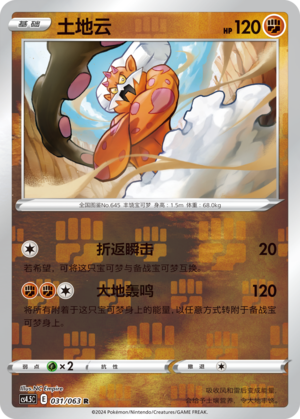 基础
土地云
HP 120
全国图鉴No.645 丰饶宝可梦 身高：1.5m 体重：68.0kg
折返瞬击 20
若希望，可将这只宝可梦与备战宝可梦互换。
大地轰鸣 120
将所有附着于这只宝可梦身上的能量，以任意方式转附于备战宝可梦身上。
弱点 ×2 抗性 撤退
Illus. NC Empire
CS4.5C E 031/063 R
©2024 Pokémon/Nintendo/Creatures/GAME FREAK.